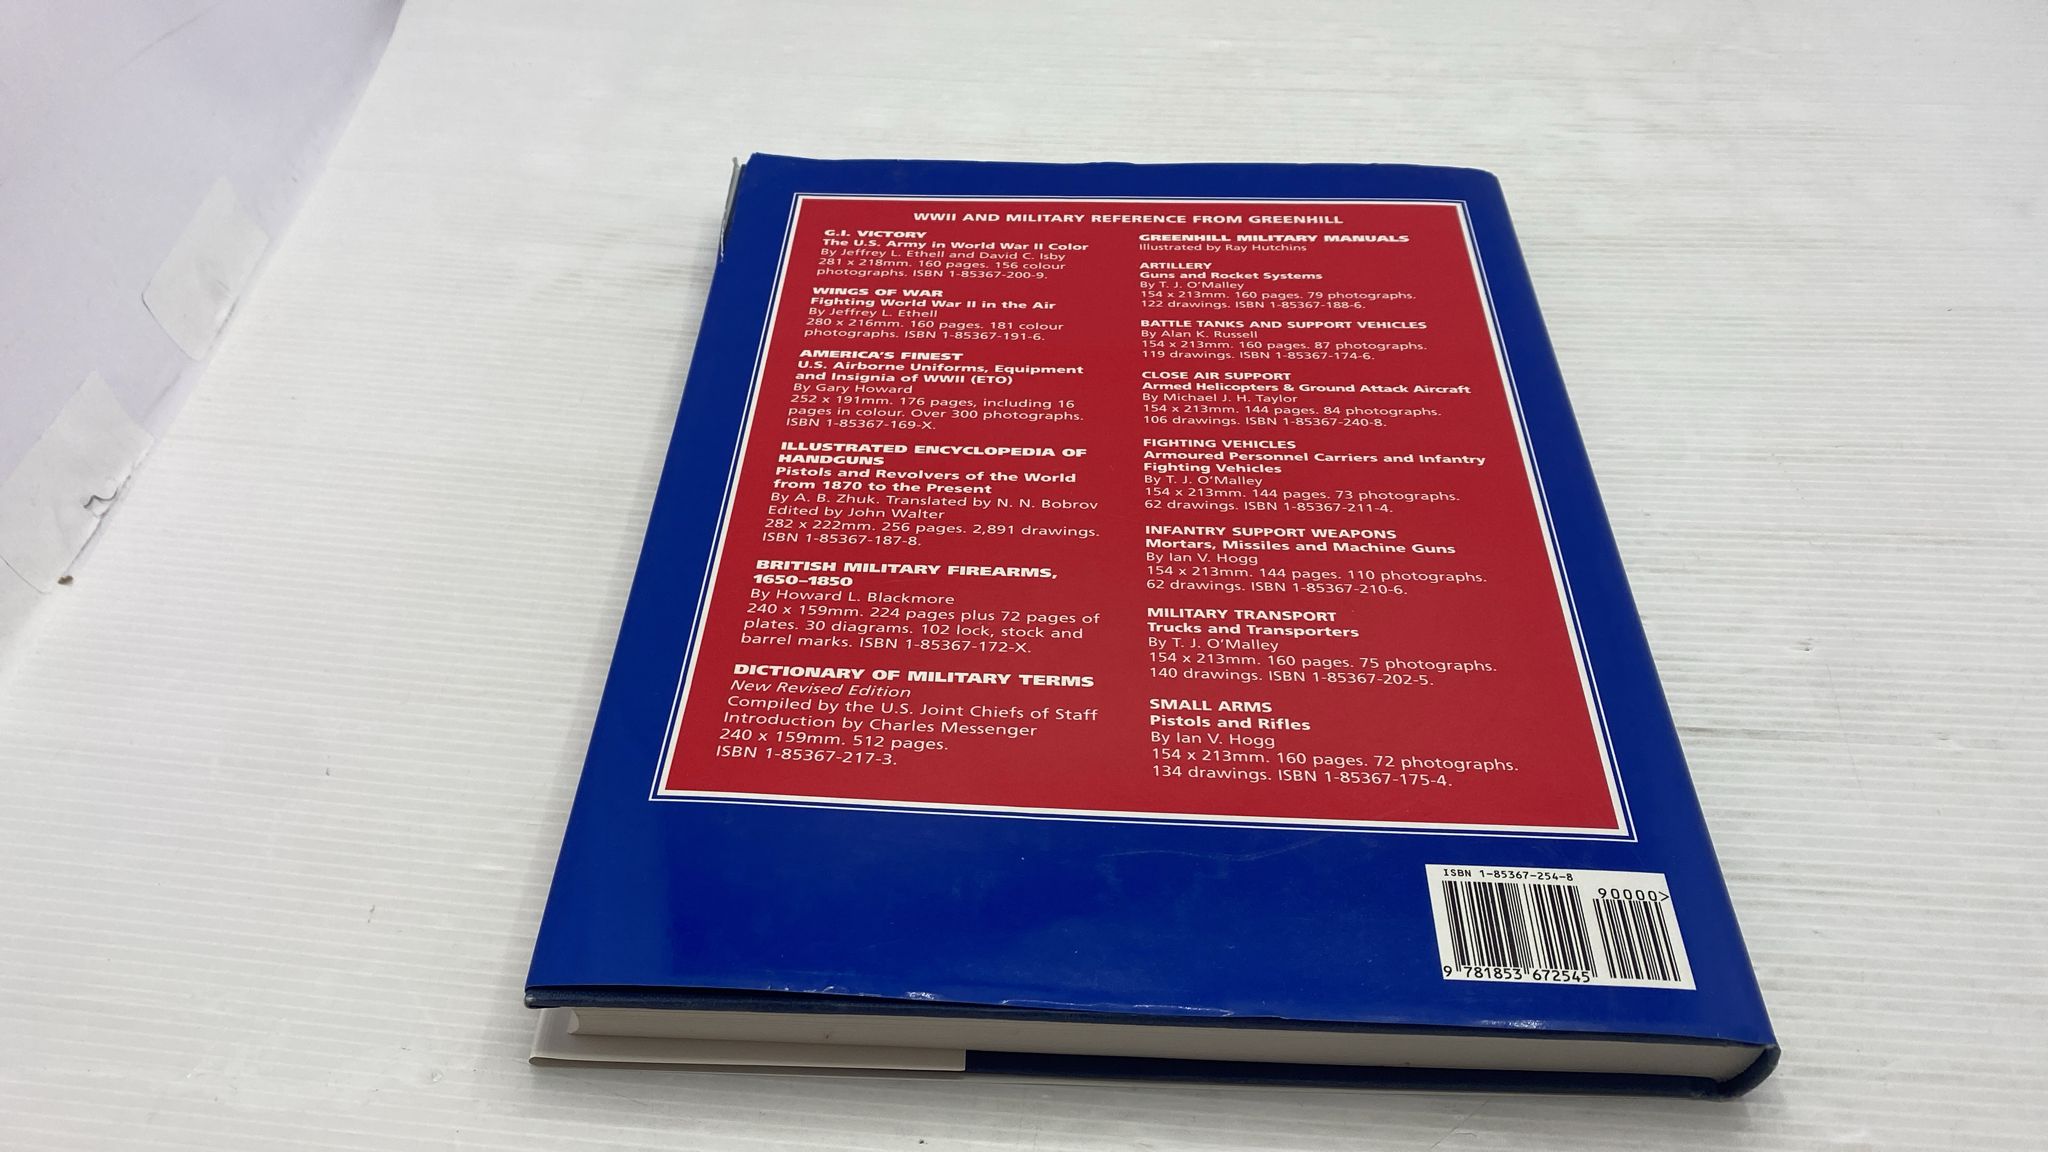 WWII AND MILITARY REFERENCE FROM GREENHILL
G.I. VICTORY
The U.S. Army in World War II Color
By Jeffrey L. Ethell and David C. Isby
281 x 218mm. 160 pages. 156 colour
photographs. ISBN 1-85367-200-9.
WINGS OF WAR
Fighting World War II in the Air
By Jeffrey L. Ethell
280 x 216mm. 160 pages. 181 colour
photographs. ISBN 1-85367-191-6.
AMERICA'S FINEST
U.S. Airborne Uniforms, Equipment
and Insignia of WWII (ETO)
By Gary Howard
252 x 191mm. 176 pages, including 16
pages in colour. Over 300 photographs.
ISBN 1-85367-169-X.
ILLUSTRATED ENCYCLOPEDIA OF
HANDGUNS
Pistols and Revolvers of the World
from 1870 to the Present
By A. B. Zhuk. Translated by N. N. Bobrov
Edited by John Walter
282 x 222mm. 256 pages. 2,891 drawings.
ISBN 1-85367-187-8.
BRITISH MILITARY FIREARMS,
1650–1850
By Howard L. Blackmore
240 x 159mm. 224 pages plus 72 pages of
plates. 30 diagrams. 102 lock, stock and
barrel marks. ISBN 1-85367-172-X.
DICTIONARY OF MILITARY TERMS
New Revised Edition
Compiled by the U.S. Joint Chiefs of Staff
Introduction by Charles Messenger
240 x 159mm. 512 pages.
ISBN 1-85367-217-3.
GREENHILL MILITARY MANUALS
Illustrated by Ray Hutchins
ARTILLERY
Guns and Rocket Systems
By T. J. O'Malley
154 x 213mm. 160 pages. 79 photographs.
122 drawings. ISBN 1-85367-188-6.
BATTLE TANKS AND SUPPORT VEHICLES
By Alan K. Russell
154 x 213mm. 160 pages. 87 photographs.
119 drawings. ISBN 1-85367-174-6.
CLOSE AIR SUPPORT
Armed Helicopters & Ground Attack Aircraft
By Michael J. H. Taylor
154 x 213mm. 144 pages. 84 photographs.
106 drawings. ISBN 1-85367-240-8.
FIGHTING VEHICLES
Armoured Personnel Carriers and Infantry
Fighting Vehicles
By T. J. O'Malley
154 x 213mm. 144 pages. 73 photographs.
62 drawings. ISBN 1-85367-211-4.
INFANTRY SUPPORT WEAPONS
Mortars, Missiles and Machine Guns
By Ian V. Hogg
154 x 213mm. 144 pages. 110 photographs.
62 drawings. ISBN 1-85367-210-6.
MILITARY TRANSPORT
Trucks and Transporters
By T. J. O'Malley
154 x 213mm. 160 pages. 75 photographs.
140 drawings. ISBN 1-85367-202-5.
SMALL ARMS
Pistols and Rifles
By Ian V. Hogg
154 x 213mm. 160 pages. 72 photographs.
134 drawings. ISBN 1-85367-175-4.
ISBN 1-85367-254-8
90000>
9 781853 672545